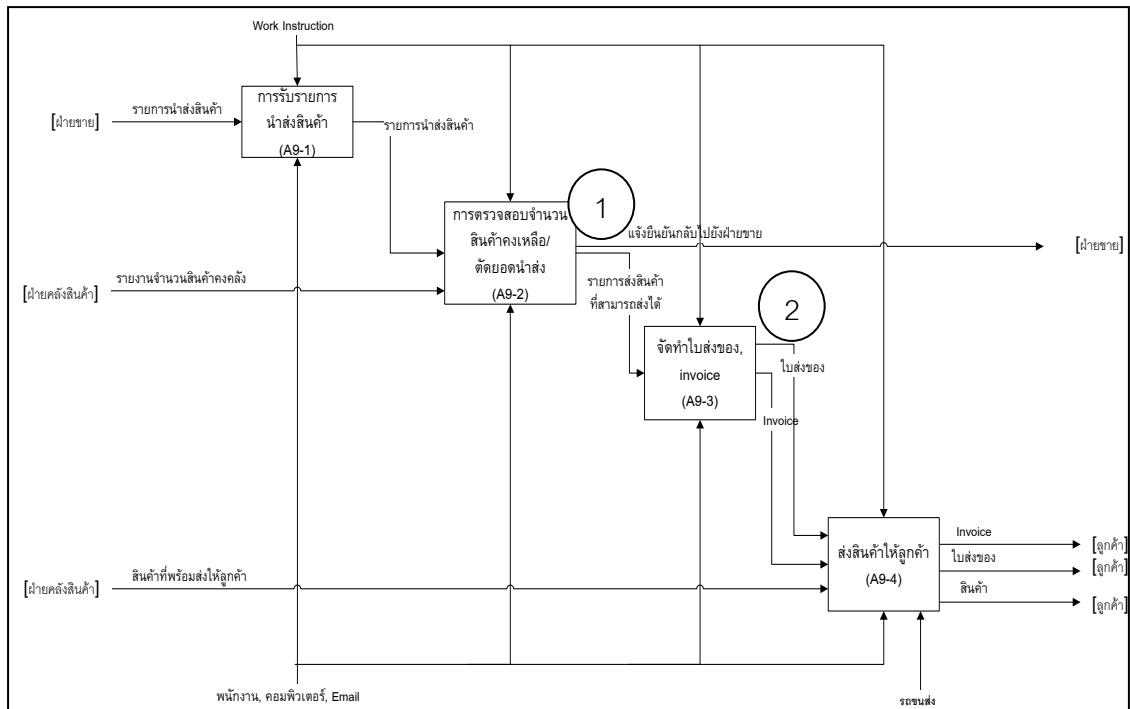 Work Instruction
การรับรายการ
นำส่งสินค้า
(A9-1)
รายการนำส่งสินค้า
[ฝ่ายขาย]
รายการนำส่งสินค้า
1
การตรวจสอบจำนวน
สินค้าคงเหลือ/
ตัดยอดนำส่ง
(A9-2)
แจ้งยืนยันกลับไปยังฝ่ายขาย
[ฝ่ายขาย]
รายงานจำนวนสินค้าคงคลัง
[ฝ่ายคลังสินค้า]
รายการส่งสินค้า
ที่สามารถส่งได้
2
จัดทำใบส่งของ,
invoice
(A9-3)
ใบส่งของ
Invoice
ส่งสินค้าให้ลูกค้า
(A9-4)
Invoice
[ลูกค้า]
ใบส่งของ
[ลูกค้า]
สินค้า
[ลูกค้า]
สินค้าที่พร้อมส่งให้ลูกค้า
[ฝ่ายคลังสินค้า]
พนักงาน, คอมพิวเตอร์, Email
รถขนส่ง